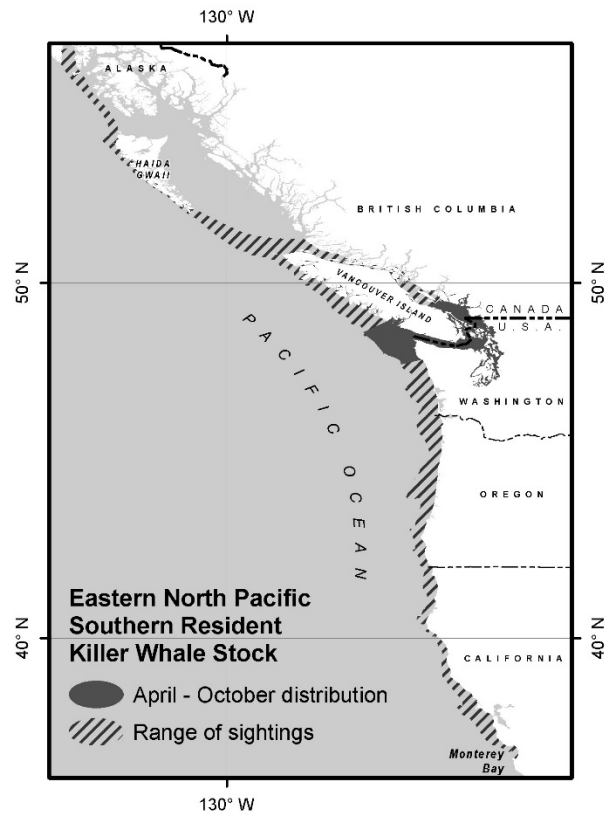 130° W
ALASKA
HAIDA
GWAII
BRITISH COLUMBIA
50° N
50° N
VANCOUVER ISLAND
CANADA
U.S.A.
PACIFIC OCEAN
WASHINGTON
OREGON
Eastern North Pacific
Southern Resident
Killer Whale Stock
40° N
40° N
CALIFORNIA
April - October distribution
Range of sightings
Monterey
Bay
130° W